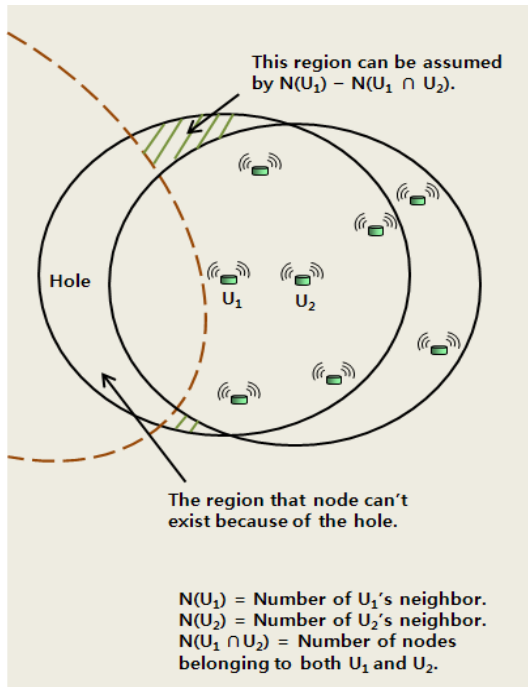 This region can be assumed
by N(U₁) – N(U₁ ∩ U₂).
Hole
U₁
U₂
The region that node can't
exist because of the hole.
N(U₁) = Number of U₁'s neighbor.
N(U₂) = Number of U₂'s neighbor.
N(U₁ ∩U₂) = Number of nodes
belonging to both U₁ and U₂.